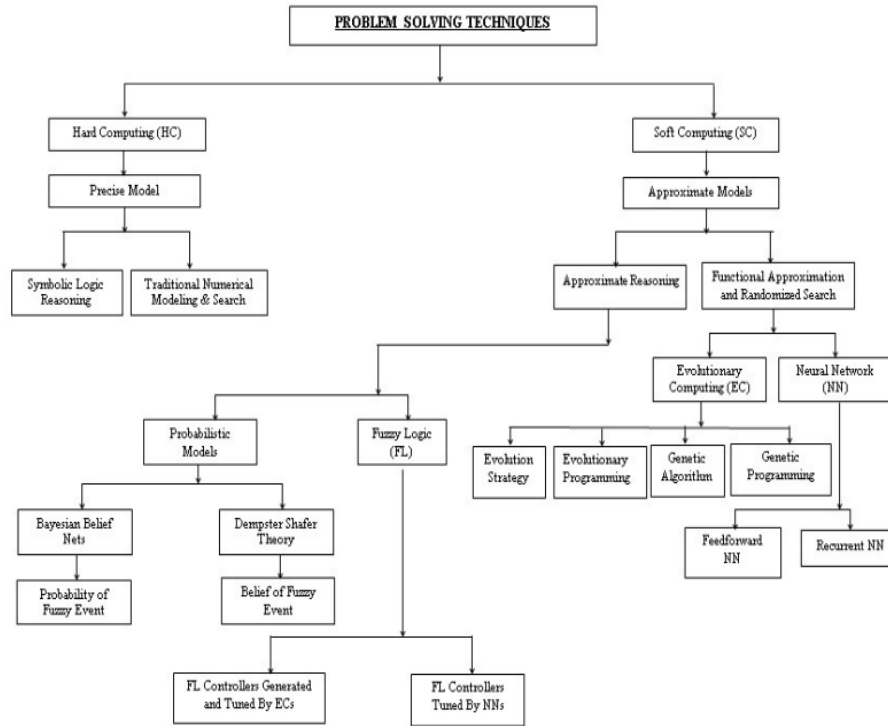 PROBLEM SOLVING TECHNIQUES
Hard Computing (HC)
Soft Computing (SC)
Precise Model
Approximate Models
Symbolic Logic
Reasoning
Traditional Numerical
Modeling & Search
Approximate Reasoning
Functional Approximation
and Randomized Search
Evolutionary
Computing (EC)
Neural Network
(NN)
Probabilistic
Models
Fuzzy Logic
(FL)
Evolution
Strategy
Evolutionary
Programming
Genetic
Algorithm
Genetic
Programming
Bayesian Belief
Nets
Dempster Shafer
Theory
Feedforward
NN
Recurrent NN
Probability of
Fuzzy Event
Belief of Fuzzy
Event
FL Controllers Generated
and Tuned By ECs
FL Controllers
Tuned By NNs